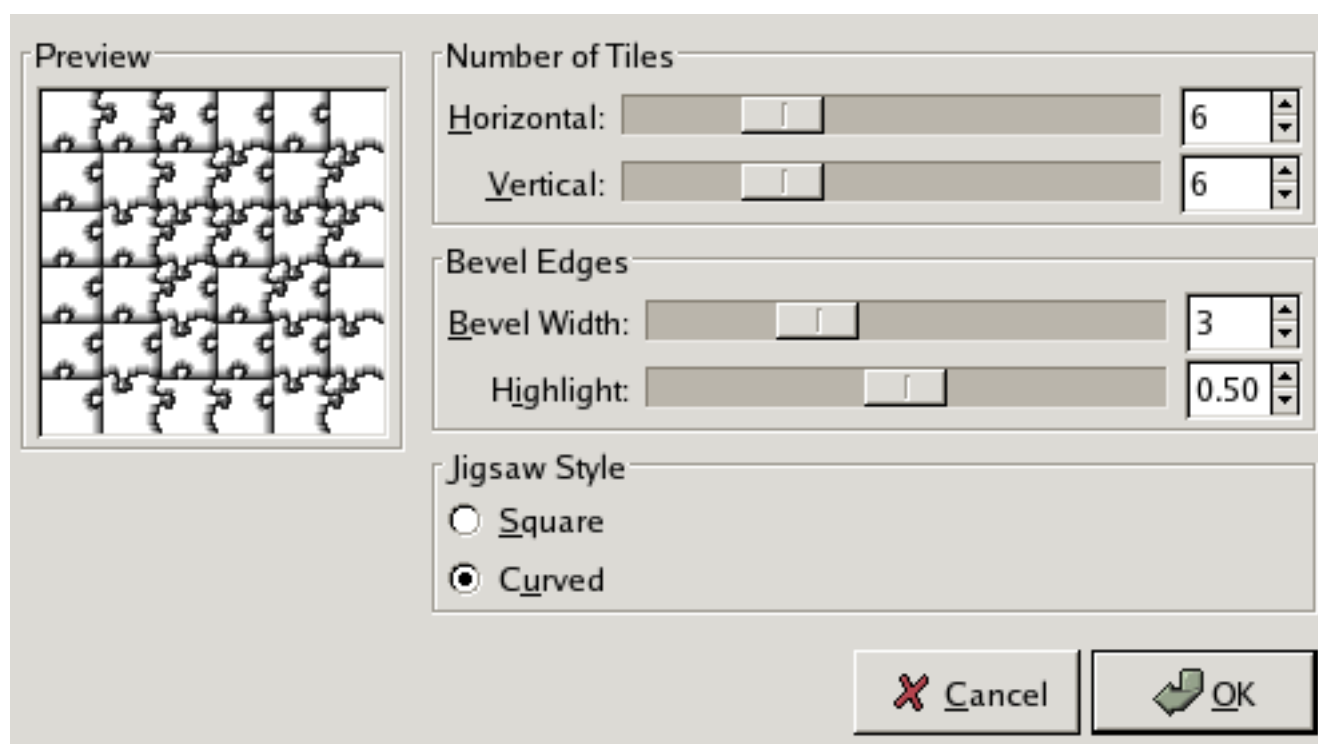 Preview
Number of Tiles
Horizontal: 6
Vertical: 6
Bevel Edges
Bevel Width: 3
Highlight: 0.50
Jigsaw Style
Square
Curved
Cancel OK